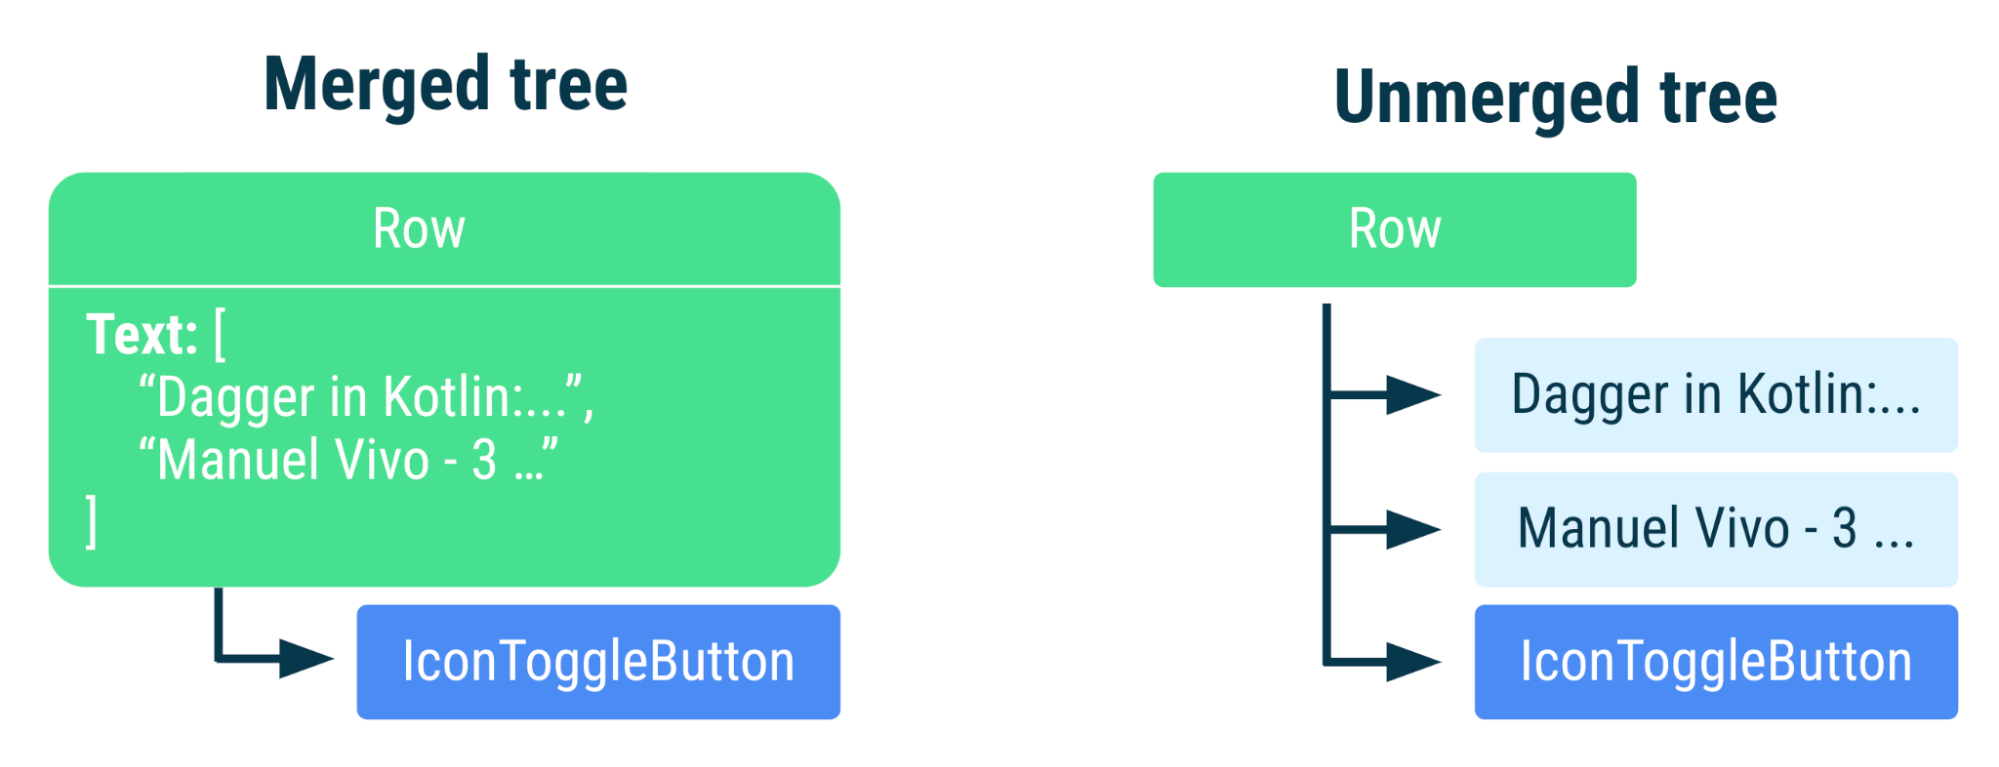 Merged tree
Row
Text: [
“Dagger in Kotlin:...”,
“Manuel Vivo - 3 …”
]
IconToggleButton
Unmerged tree
Row
Dagger in Kotlin:...
Manuel Vivo - 3 ...
IconToggleButton